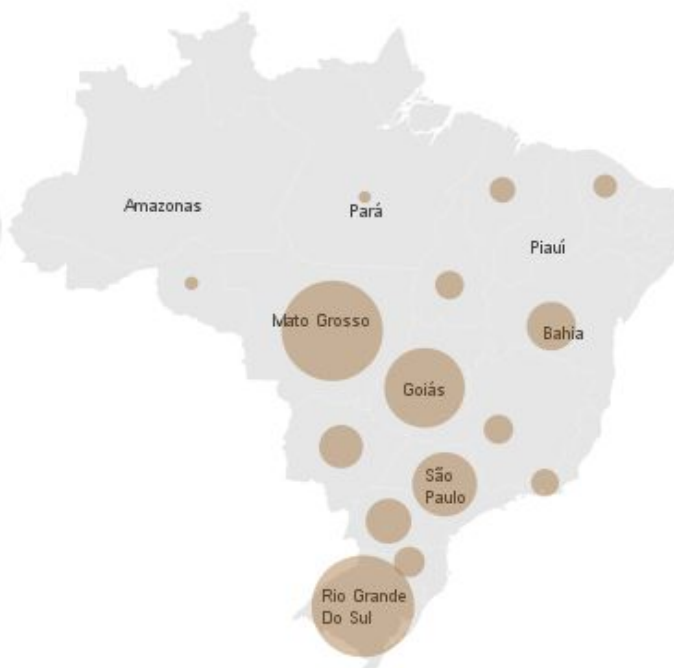 Amazonas
Pará
Piauí
Mato Grosso
Bahia
Goiás
São
Paulo
Rio Grande
Do Sul